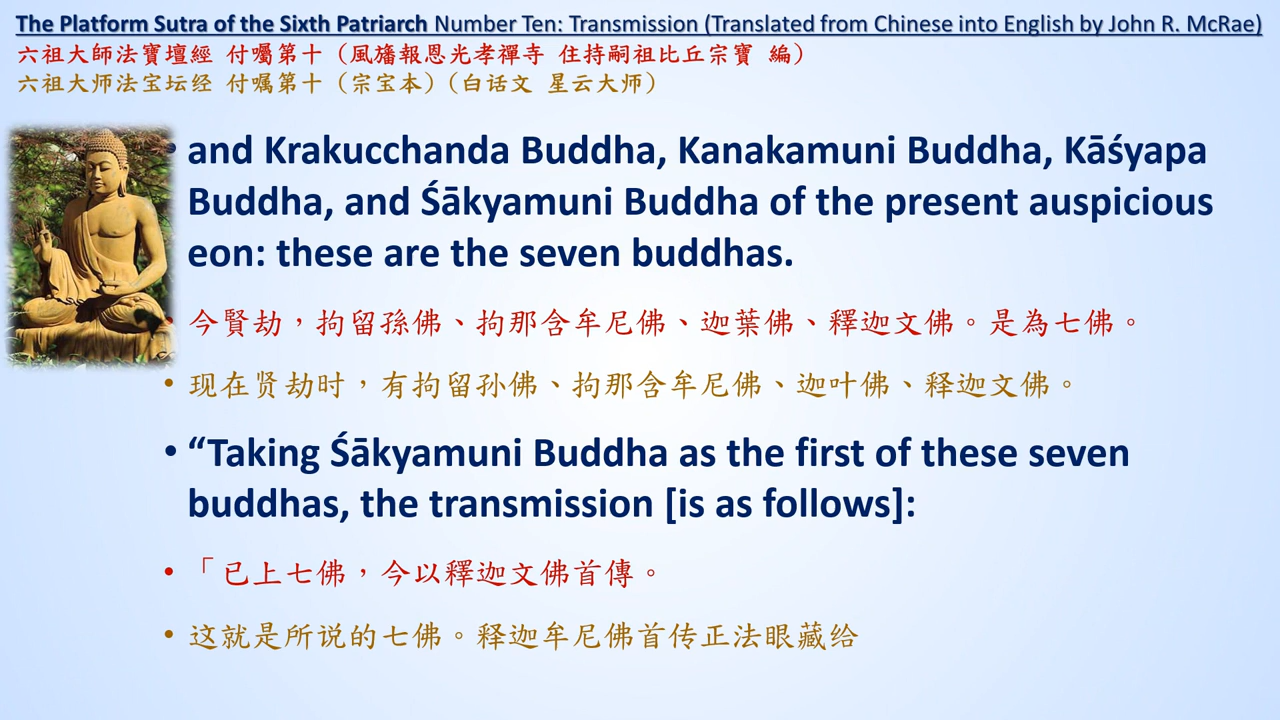 The Platform Sutra of the Sixth Patriarch Number Ten: Transmission (Translated from Chinese into English by John R. McRae)
六祖大師法寶壇經 付囑第十（風旛報恩光孝禪寺 住持嗣祖比丘宗寶 編）
六祖大师法宝坛经 付嘱第十（宗宝本）（白话文 星云大师）
• and Krakucchanda Buddha, Kanakamuni Buddha, Kāśyapa
Buddha, and Śākyamuni Buddha of the present auspicious
eon: these are the seven buddhas.
• 今賢劫，拘留孫佛、拘那含牟尼佛、迦葉佛、釋迦文佛。是為七佛。
• 现在贤劫时，有拘留孙佛、拘那含牟尼佛、迦叶佛、释迦文佛。
• “Taking Śākyamuni Buddha as the first of these seven
buddhas, the transmission [is as follows]:
• 「已上七佛，今以釋迦文佛首傳。
• 这就是所说的七佛。释迦牟尼佛首传正法眼藏给